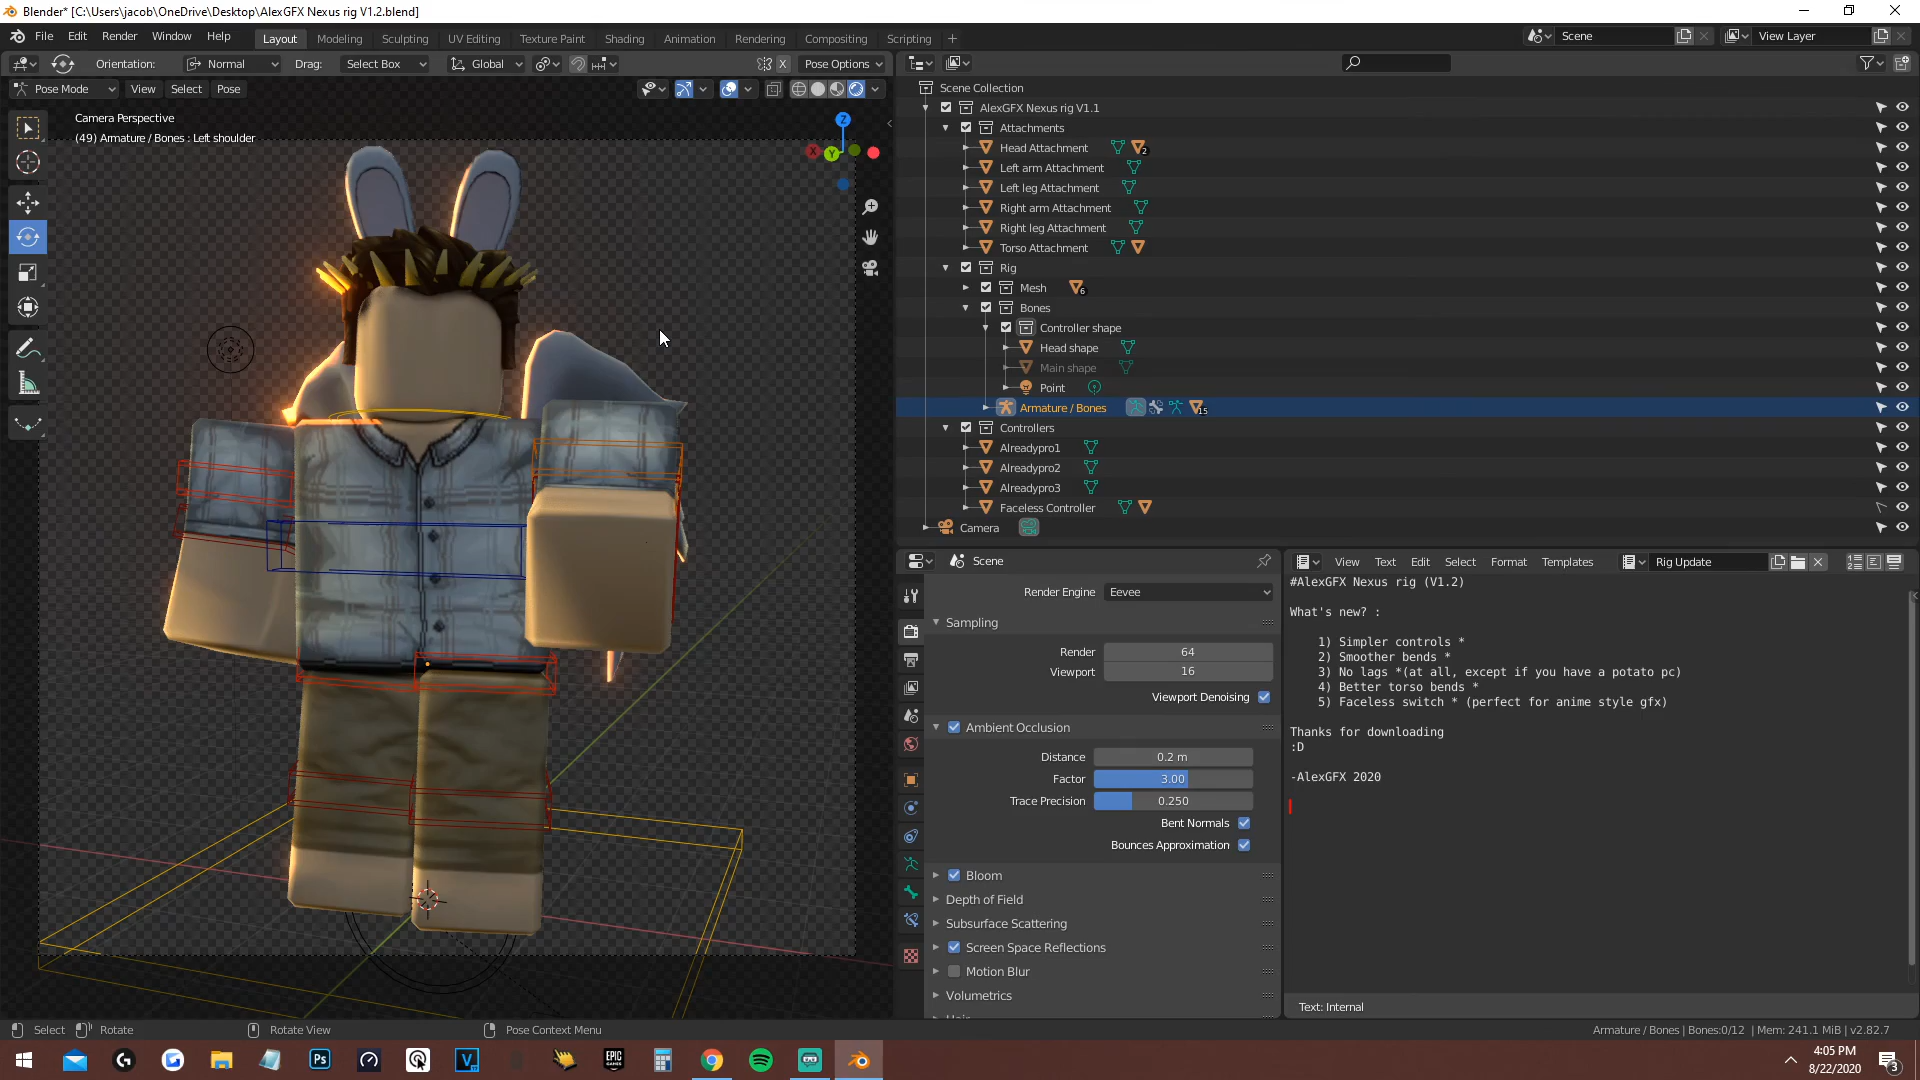 Blender* [C:\Users\jacob\OneDrive\Desktop\AlexGFX Nexus rig V1.2.blend]
File Edit Render Window Help Layout Modeling Sculpting UV Editing Texture Paint Shading Animation Rendering Compositing Scripting + Scene View Layer
Orientation: Normal Drag: Select Box Global X Pose Options
Pose Mode View Select Pose
Camera Perspective
(49) Armature / Bones : Left shoulder
Z
X
Y
Scene Collection
AlexGFX Nexus rig V1.1
Attachments
Head Attachment 2
Left arm Attachment
Left leg Attachment
Right arm Attachment
Right leg Attachment
Torso Attachment
Rig
Mesh 6
Bones
Controller shape
Head shape
Main shape
Point
Armature / Bones 15
Controllers
Alreadypro1
Alreadypro2
Alreadypro3
Faceless Controller
Camera
Scene
Render Engine Eevee
Sampling
Render 64
Viewport 16
Viewport Denoising
Ambient Occlusion
Distance 0.2 m
Factor 3.00
Trace Precision 0.250
Bent Normals
Bounces Approximation
Bloom
Depth of Field
Subsurface Scattering
Screen Space Reflections
Motion Blur
Volumetrics
View Text Edit Select Format Templates Rig Update
#AlexGFX Nexus rig (V1.2)
What's new? :
1) Simpler controls *
2) Smoother bends *
3) No lags *(at all, except if you have a potato pc)
4) Better torso bends *
5) Faceless switch * (perfect for anime style gfx)
Thanks for downloading
:D
-AlexGFX 2020
Text: Internal
Select Rotate Rotate View Pose Context Menu Armature / Bones | Bones:0/12 | Mem: 241.1 MiB | v2.82.7
Ps
EPIC GAMES
4:05 PM
8/22/2020
3